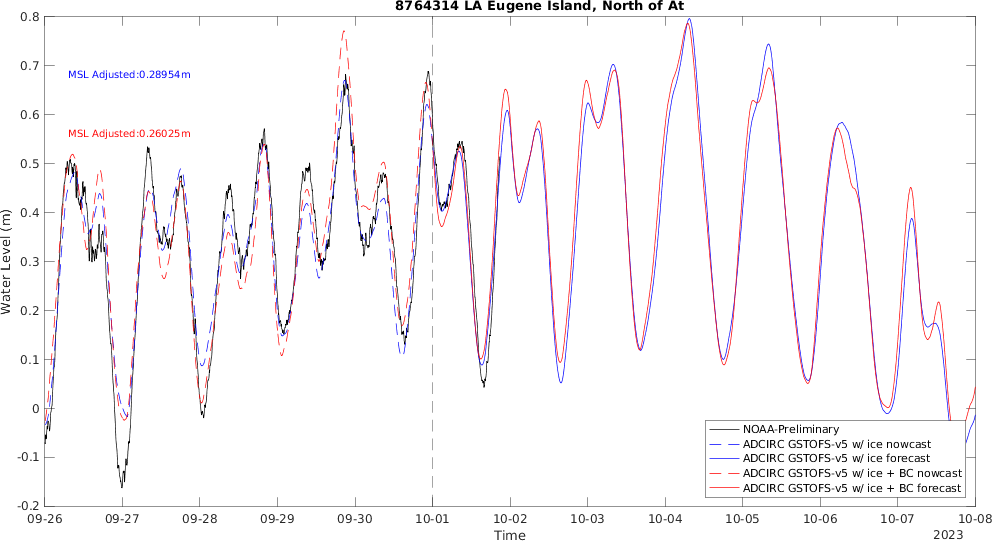 8764314 LA Eugene Island, North of At
MSL Adjusted:0.28954m
MSL Adjusted:0.26025m
Water Level (m)
0.8
0.7
0.6
0.5
0.4
0.3
0.2
0.1
0
-0.1
-0.2
NOAA-Preliminary
ADCIRC GSTOFS-v5 w/ ice nowcast
ADCIRC GSTOFS-v5 w/ ice forecast
ADCIRC GSTOFS-v5 w/ ice + BC nowcast
ADCIRC GSTOFS-v5 w/ ice + BC forecast
09-26 09-27 09-28 09-29 09-30 10-01 10-02 10-03 10-04 10-05 10-06 10-07 10-08
Time
2023